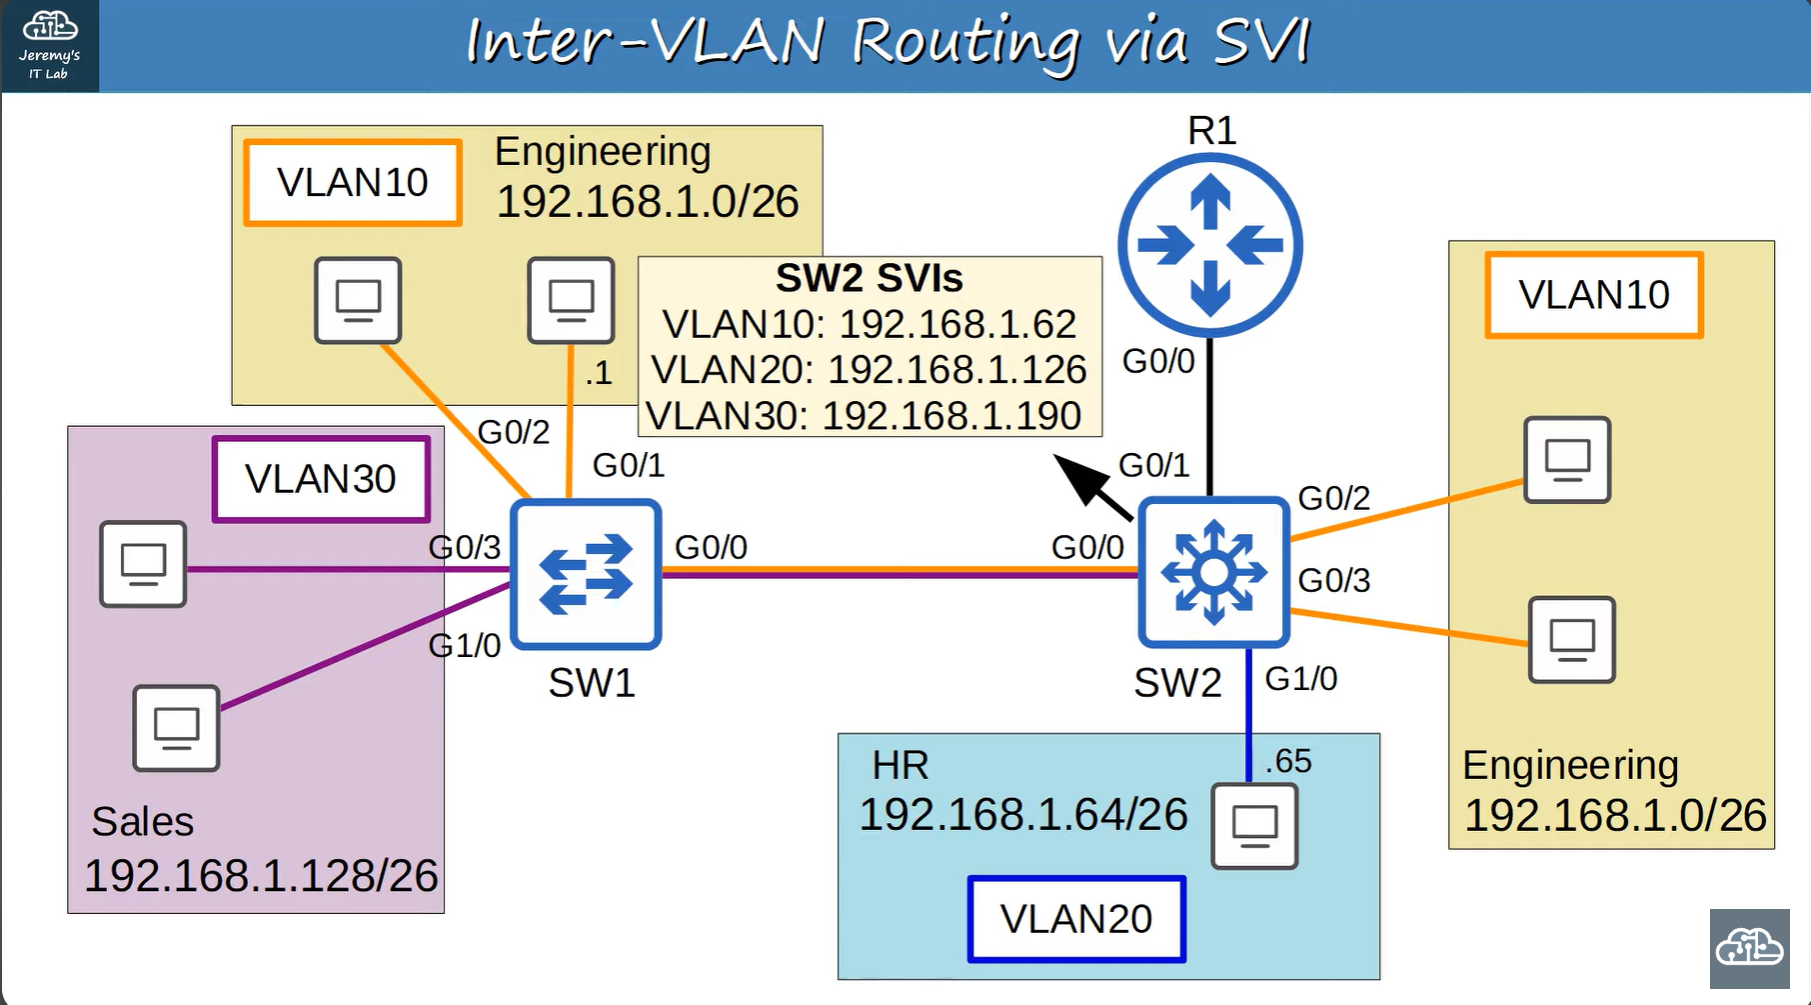 Jeremy's
IT Lab
Inter-VLAN Routing via SVI
VLAN10
Engineering
192.168.1.0/26
.1
G0/2
G0/1
SW2 SVIs
VLAN10: 192.168.1.62
VLAN20: 192.168.1.126
VLAN30: 192.168.1.190
R1
G0/0
G0/1
VLAN10
G0/2
G0/3
Engineering
192.168.1.0/26
VLAN30
G0/3
G1/0
Sales
192.168.1.128/26
G0/0
SW1
G0/0
SW2
G1/0
HR
192.168.1.64/26
.65
VLAN20